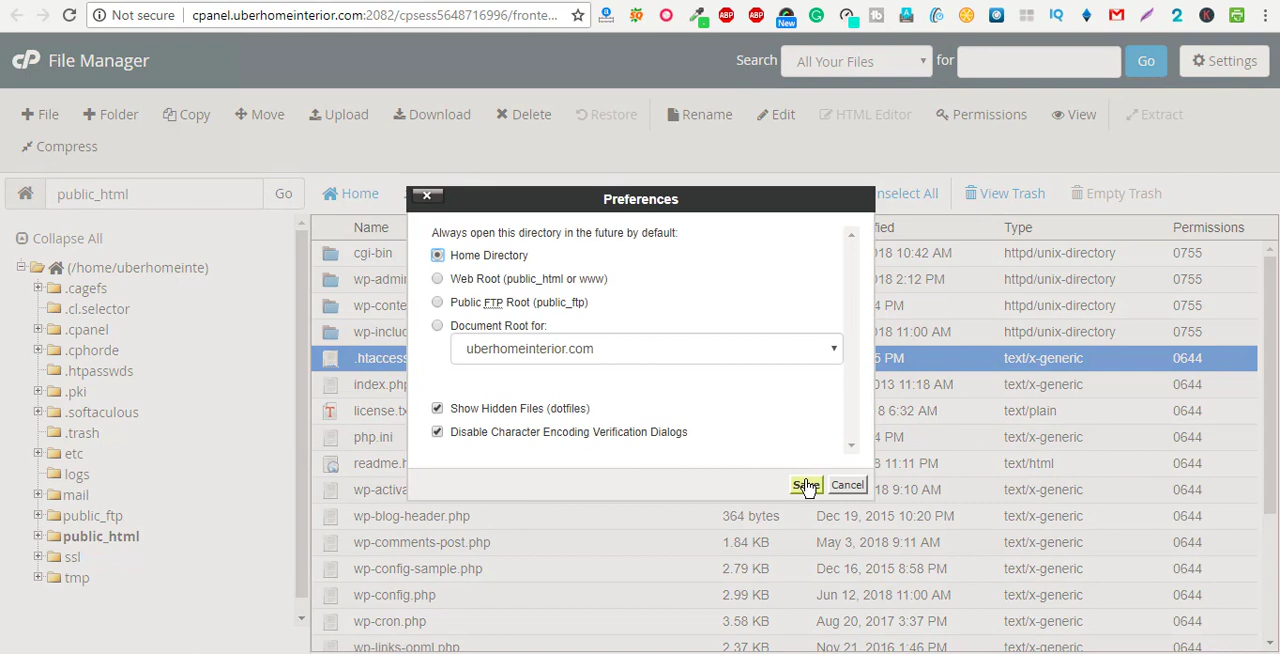 Not secure | cpanel.uberhomeinterior.com:2082/cpsess5648716996/fronte...
New
ABP
ABP
IQ
2
K
cP File Manager
Search All Your Files for Go Settings
File Folder Copy Move Upload Download Delete Restore Rename Edit HTML Editor Permissions View Extract
Compress
public_html Go Home nselect All View Trash Empty Trash
Collapse All
(/home/uberhomeinte)
.cagefs
.cl.selector
.cpanel
.cphorde
.htpasswds
.pki
.softaculous
.trash
etc
logs
mail
public_ftp
public_html
ssl
tmp
Preferences
Always open this directory in the future by default:
Home Directory
Web Root (public_html or www)
Public FTP Root (public_ftp)
Document Root for:
uberhomeinterior.com
Show Hidden Files (dotfiles)
Disable Character Encoding Verification Dialogs
Save Cancel
Name fied Type Permissions
cgi-bin 018 10:42 AM httpd/unix-directory 0755
wp-admin 018 2:12 PM httpd/unix-directory 0755
wp-conte 4 PM httpd/unix-directory 0755
wp-includ 018 11:00 AM httpd/unix-directory 0755
.htaccess 5 PM text/x-generic 0644
index.php 2013 11:18 AM text/x-generic 0644
license.tx 8 6:32 AM text/plain 0644
php.ini 4 PM text/x-generic 0644
readme.h 8 11:11 PM text/html 0644
wp-activa 8 9:10 AM text/x-generic 0644
wp-blog-header.php 364 bytes Dec 19, 2015 10:20 PM text/x-generic 0644
wp-comments-post.php 1.84 KB May 3, 2018 9:11 AM text/x-generic 0644
wp-config-sample.php 2.79 KB Dec 16, 2015 8:58 PM text/x-generic 0644
wp-config.php 2.99 KB Jun 12, 2018 11:00 AM text/x-generic 0644
wp-cron.php 3.58 KB Aug 20, 2017 3:37 PM text/x-generic 0644
wp-links-opml.php 2.37 KB Nov 21, 2016 1:46 PM text/x-generic 0644